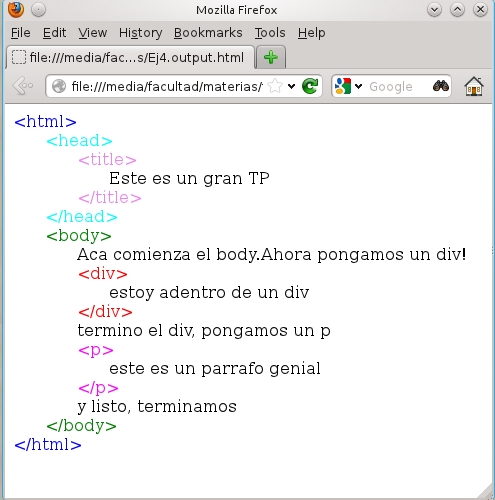 Mozilla Firefox
File Edit View History Bookmarks Tools Help
file:///media/fac...s/Ej4.output.html
file:///media/facultad/materias/ Google
<html>
<head>
<title>
Este es un gran TP
</title>
</head>
<body>
Aca comienza el body.Ahora pongamos un div!
<div>
estoy adentro de un div
</div>
termino el div, pongamos un p
<p>
este es un parrafo genial
</p>
y listo, terminamos
</body>
</html>